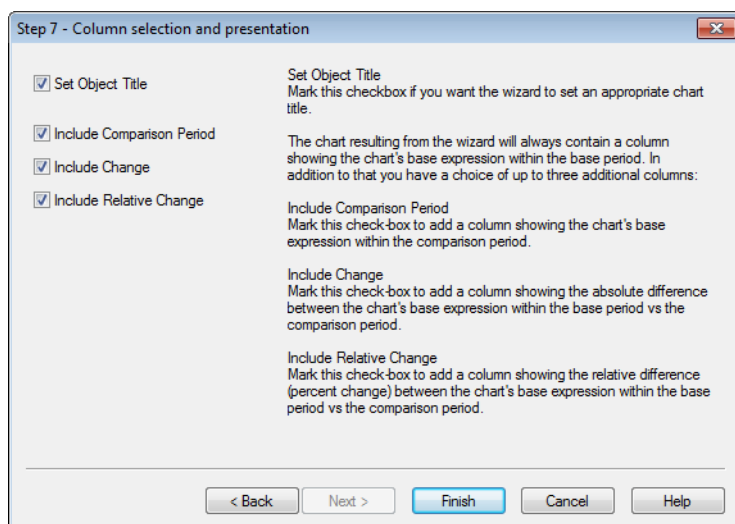 Step 7 - Column selection and presentation
Set Object Title
Include Comparison Period
Include Change
Include Relative Change
Set Object Title
Mark this checkbox if you want the wizard to set an appropriate chart
title.
The chart resulting from the wizard will always contain a column
showing the chart's base expression within the base period. In
addition to that you have a choice of up to three additional columns:
Include Comparison Period
Mark this check-box to add a column showing the chart's base
expression within the comparison period.
Include Change
Mark this check-box to add a column showing the absolute difference
between the chart's base expression within the base period vs the
comparison period.
Include Relative Change
Mark this check-box to add a column showing the relative difference
(percent change) between the chart's base expression within the base
period vs the comparison period.
< Back
Next >
Finish
Cancel
Help